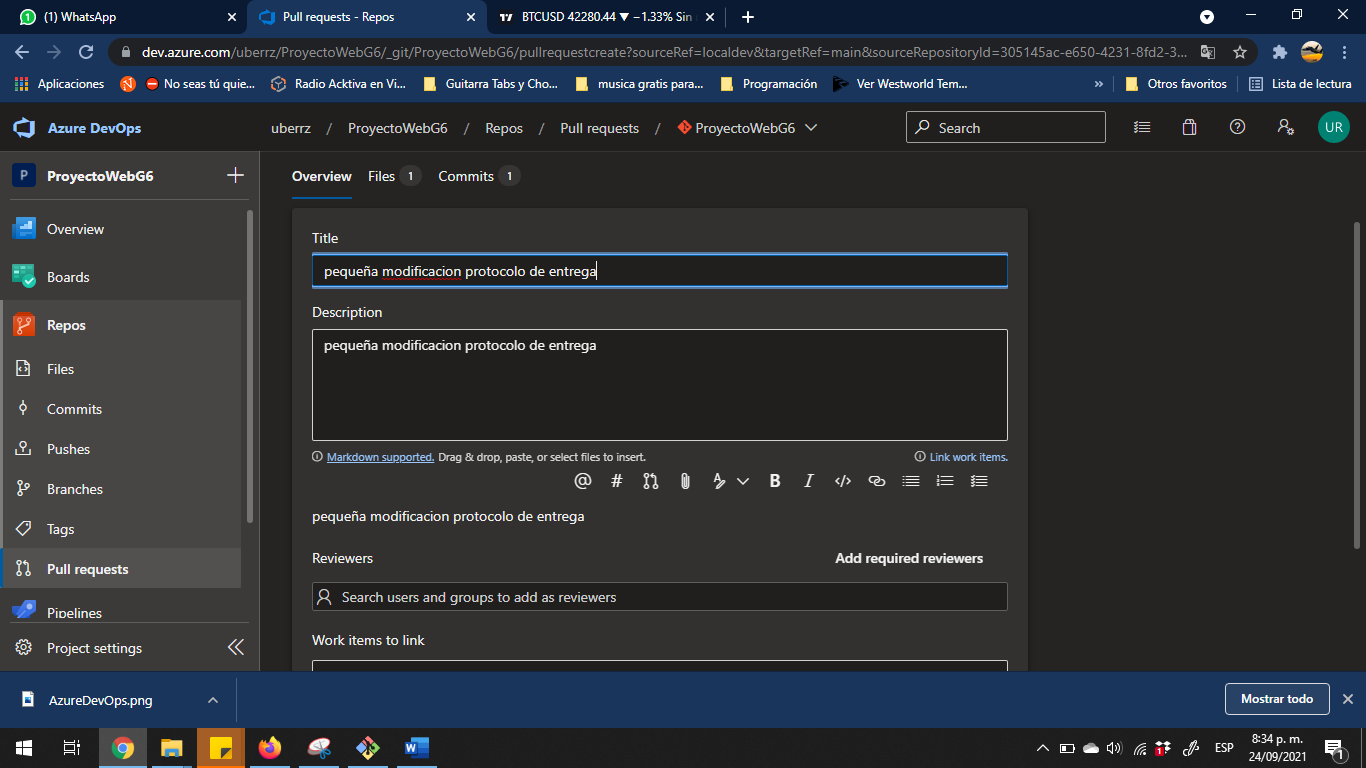 (1) WhatsApp
Pull requests - Repos
BTCUSD 42280.44 ▼ −1.33% Sin
dev.azure.com/uberrz/ProyectoWebG6/_git/ProyectoWebG6/pullrequestcreate?sourceRef=localdev&targetRef=main&sourceRepositoryId=305145ac-e650-4231-8fd2-3...
Aplicaciones
No seas tú quie...
Radio Acktiva en Vi...
Guitarra Tabs y Cho...
musica gratis para...
Programación
Ver Westworld Tem...
»
Otros favoritos
Lista de lectura
Azure DevOps
uberrz / ProyectoWebG6 / Repos / Pull requests / ProyectoWebG6
Search
UR
P ProyectoWebG6
Overview
Boards
Repos
Files
Commits
Pushes
Branches
Tags
Pull requests
Pipelines
Project settings
Overview Files 1 Commits 1
Title
pequeña modificacion protocolo de entrega
Description
pequeña modificacion protocolo de entrega
Markdown supported. Drag & drop, paste, or select files to insert.
Link work items.
pequeña modificacion protocolo de entrega
Reviewers
Add required reviewers
Search users and groups to add as reviewers
Work items to link
AzureDevOps.png
Mostrar todo
ESP
8:34 p. m.
24/09/2021
1